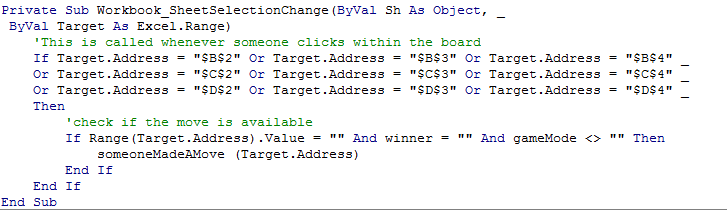 Private Sub Workbook_SheetSelectionChange(ByVal Sh As Object, _
 ByVal Target As Excel.Range)
    'This is called whenever someone clicks within the board
    If Target.Address = "$B$2" Or Target.Address = "$B$3" Or Target.Address = "$B$4" _
    Or Target.Address = "$C$2" Or Target.Address = "$C$3" Or Target.Address = "$C$4" _
    Or Target.Address = "$D$2" Or Target.Address = "$D$3" Or Target.Address = "$D$4" _
    Then
        'check if the move is available
        If Range(Target.Address).Value = "" And winner = "" And gameMode <> "" Then
            someoneMadeAMove (Target.Address)
        End If
    End If
End Sub